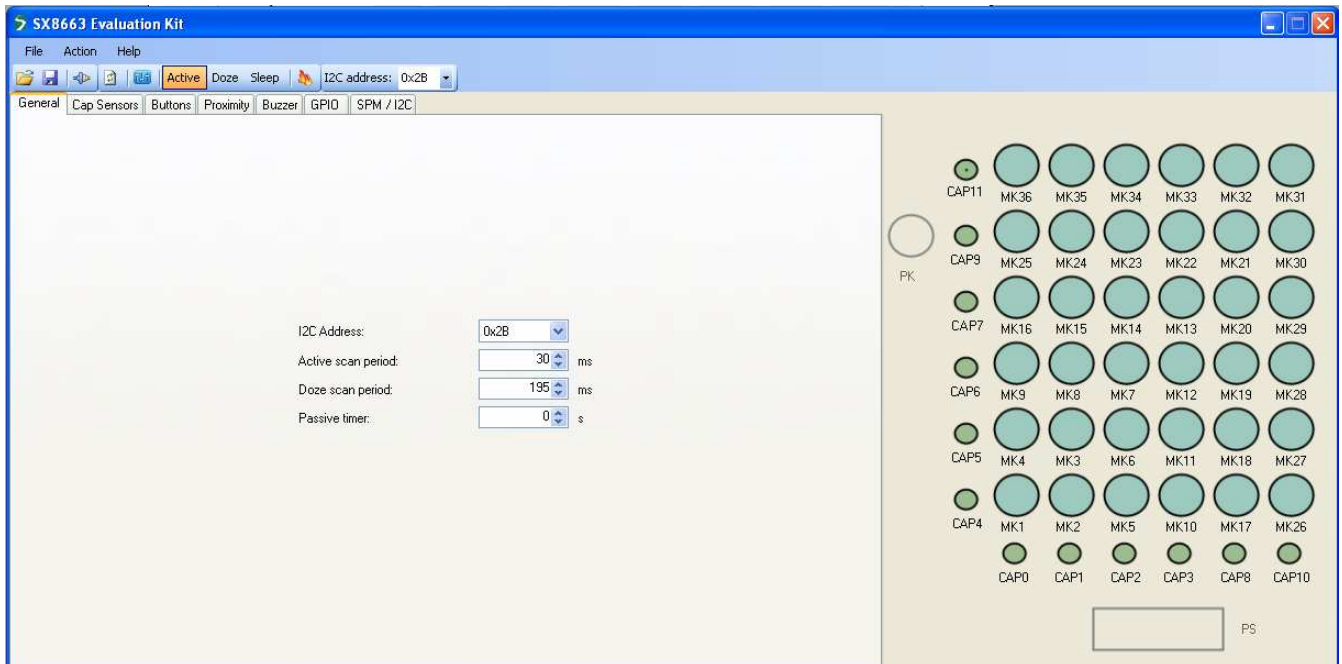 SX8663 Evaluation Kit
File Action Help
Active Doze Sleep I2C address: 0x2B
General Cap Sensors Buttons Proximity Buzzer GPIO SPM / I2C
I2C Address: 0x2B
Active scan period: 30 ms
Doze scan period: 195 ms
Passive timer: 0 s
CAP11 MK36 MK35 MK34 MK33 MK32 MK31
PK
CAP9 MK25 MK24 MK23 MK22 MK21 MK30
CAP7 MK16 MK15 MK14 MK13 MK20 MK29
CAP6 MK9 MK8 MK7 MK12 MK19 MK28
CAP5 MK4 MK3 MK6 MK11 MK18 MK27
CAP4 MK1 MK2 MK5 MK10 MK17 MK26
CAP0 CAP1 CAP2 CAP3 CAP8 CAP10
PS